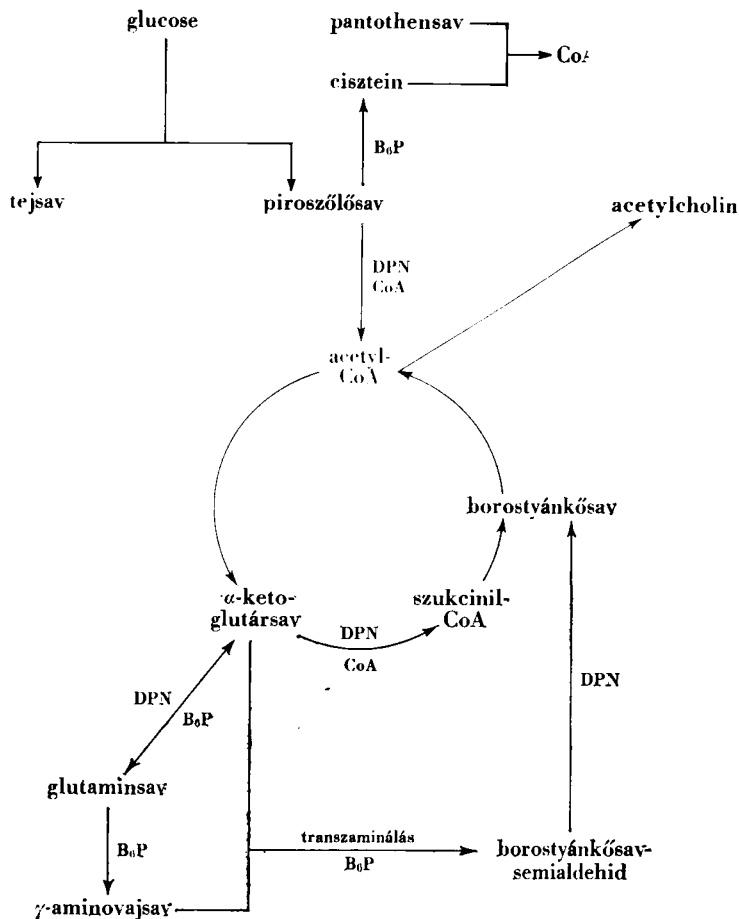 glucose
pantothensav
CoA
cisztein
B₆P
tejsav
piroszőlősav
acetylcholin
DPN
CoA
acetyl-
CoA
borostyánkősav
α-keto-
glutársav
szukcinil-
CoA
DPN
CoA
DPN
B₆P
DPN
glutaminsav
B₆P
transzaminálás
B₆P
borostyánkősav-
semialdehid
γ-aminovajsav